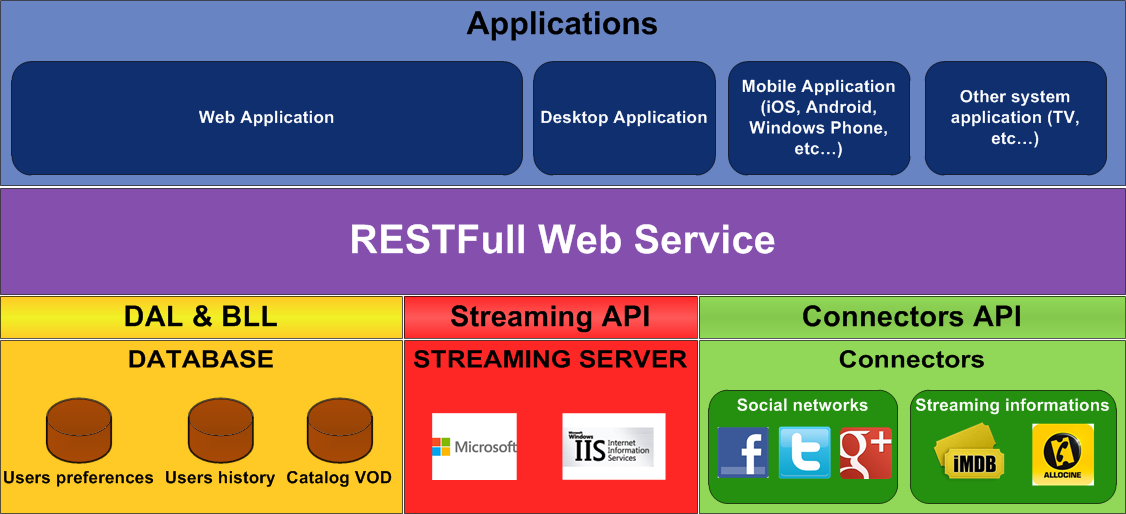 Applications
Web Application
Desktop Application
Mobile Application
(iOS, Android,
Windows Phone,
etc...)
Other system
application (TV,
etc...)
RESTFull Web Service
DAL & BLL
Streaming API
Connectors API
DATABASE
Users preferences
Users history
Catalog VOD
STREAMING SERVER
Microsoft
Microsoft
Windows
IIS
Internet
Information
Services
Connectors
Social networks
f
t
g+
Streaming informations
iMDB
ALLOCINE